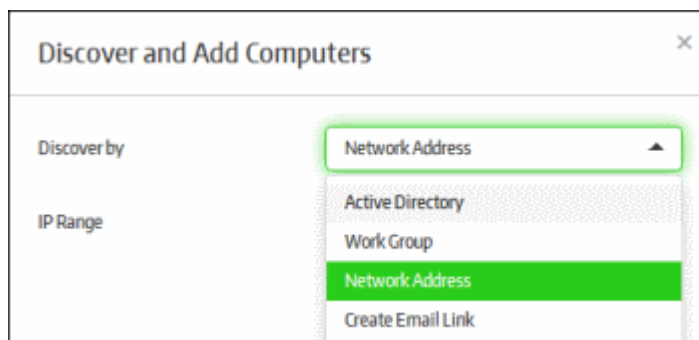 Discover and Add Computers ×
Discover by Network Address
Active Directory
IP Range
Work Group
Network Address
Create Email Link